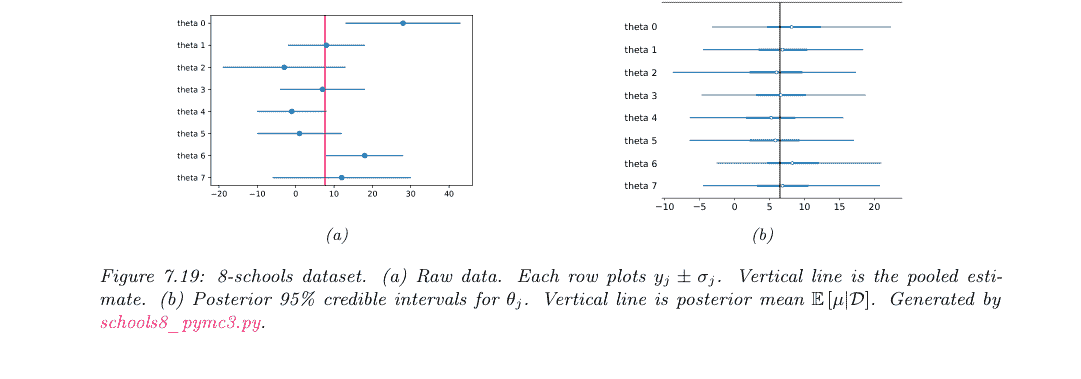 theta 0
theta 1
theta 2
theta 3
theta 4
theta 5
theta 6
theta 7
−20 −10 0 10 20 30 40
(a)
theta 0
theta 1
theta 2
theta 3
theta 4
theta 5
theta 6
theta 7
−10 −5 0 5 10 15 20
(b)
Figure 7.19: 8-schools dataset. (a) Raw data. Each row plots yⱼ ± σⱼ. Vertical line is the pooled esti-
mate. (b) Posterior 95% credible intervals for θⱼ. Vertical line is posterior mean 𝔼[μ|𝒟]. Generated by
schools8_pymc3.py.